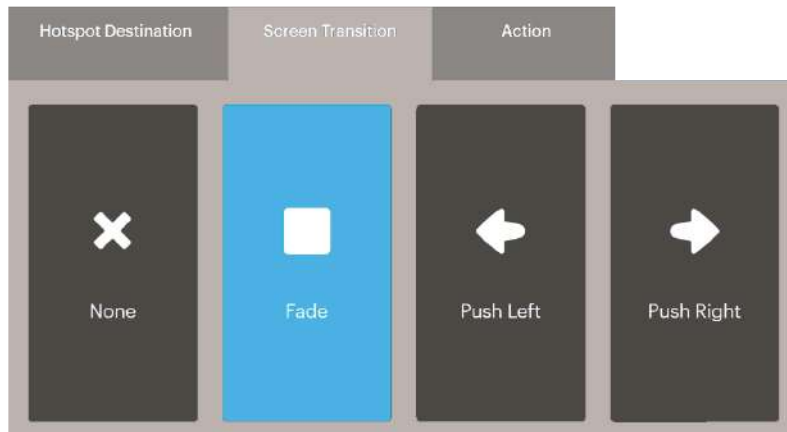 Hotspot Destination
Screen Transition
Action
None
Fade
Push Left
Push Right